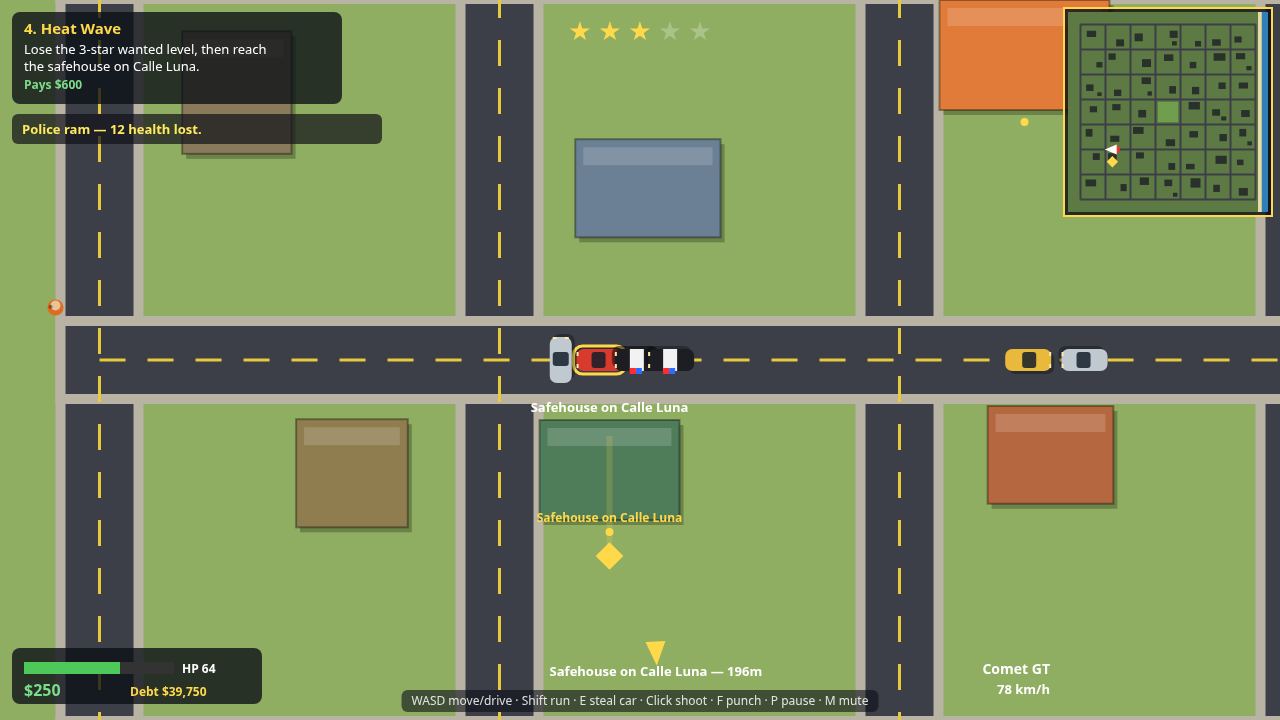 4. Heat Wave
Lose the 3-star wanted level, then reach
the safehouse on Calle Luna.
Pays $600
Police ram — 12 health lost.
Safehouse on Calle Luna
Safehouse on Calle Luna
Safehouse on Calle Luna — 196m
HP 64
$250
Debt $39,750
WASD move/drive · Shift run · E steal car · Click shoot · F punch · P pause · M mute
Comet GT
78 km/h